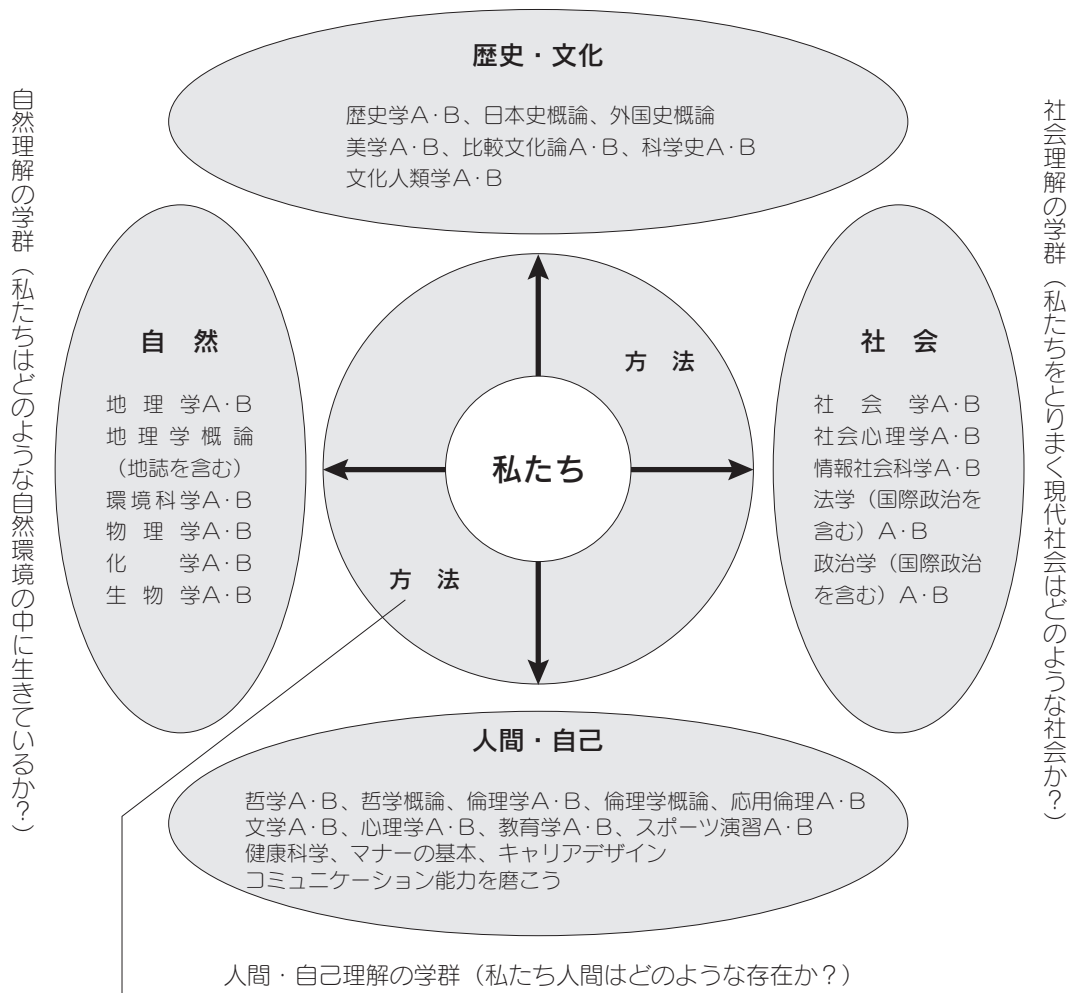 歴史・文化
歴史学A・B、日本史概論、外国史概論
美学A・B、比較文化論A・B、科学史A・B
文化人類学A・B
自然理解の学群（私たちはどのような自然環境の中に生きているか？）
自　然
地　理　学A・B
地 理 学 概 論
（地誌を含む）
環境科学A・B
物　理　学A・B
化　　　学A・B
生　物　学A・B
方　法
私たち
方　法
社　会
社　会　学A・B
社会心理学A・B
情報社会科学A・B
法学（国際政治を
含む）A・B
政治学（国際政治
を含む）A・B
社会理解の学群（私たちをとりまく現代社会はどのような社会か？）
人間・自己
哲学A・B、哲学概論、倫理学A・B、倫理学概論、応用倫理A・B
文学A・B、心理学A・B、教育学A・B、スポーツ演習A・B
健康科学、マナーの基本、キャリアデザイン
コミュニケーション能力を磨こう
人間・自己理解の学群（私たち人間はどのような存在か？）